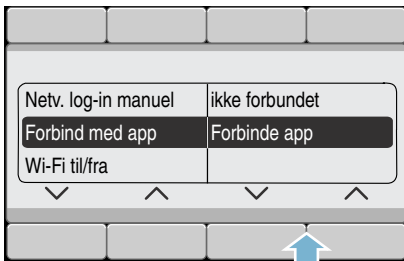 Netv. log-in manuel ikke forbundet
Forbind med app Forbinde app
Wi-Fi til/fra